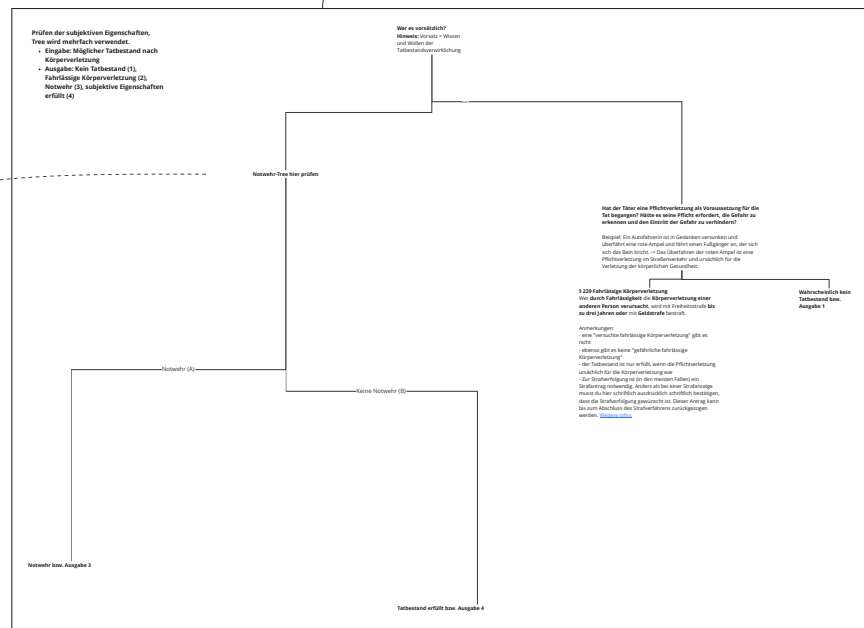 Prüfen der subjektiven Eigenschaften,
Tree wird mehrfach verwendet.
• Eingabe: Möglicher Tatbestand nach
Körperverletzung
• Ausgabe: Kein Tatbestand (1),
Fahrlässige Körperverletzung (2),
Notwehr (3), subjektive Eigenschaften
erfüllt (4)
War es vorsätzlich?
Hinweis: Vorsatz = Wissen
und Wollen der
Tatbestandsverwirklichung
Notwehr-Tree hier prüfen
Hat der Täter eine Pflichtverletzung als Voraussetzung für die
Tat begangen? Hätte es seine Pflicht erfordert, die Gefahr zu
erkennen und den Eintritt der Gefahr zu verhindern?
Beispiel: Ein Autofahrerin ist in Gedanken versunken und
überfährt eine rote Ampel und fährt einen Fußgänger an, der sich
sich das Bein bricht. -> Das Überfahren der roten Ampel ist eine
Pflichtverletzung im Straßenverkehr und ursächlich für die
Verletzung der körperlichen Gesundheit.
§ 229 Fahrlässige Körperverletzung
Wer durch Fahrlässigkeit die Körperverletzung einer
anderen Person verursacht, wird mit Freiheitsstrafe bis
zu drei Jahren oder mit Geldstrafe bestraft.
Anmerkungen:
- eine "versuchte fahrlässige Körperverletzung" gibt es
nicht
- ebenso gibt es keine "gefährliche fahrlässige
Körperverletzung"
- der Tatbestand ist nur erfüllt, wenn die Pflichtverletzung
ursächlich für die Körperverletzung war
- Zur Strafverfolgung ist (in den meisten Fällen) ein
Strafantrag notwendig. Anders als bei einer Strafanzeige
musst du hier schriftlich ausdrücklich schriftlich bestätigen,
dass die Strafverfolgung gewünscht ist. Dieser Antrag kann
bis zum Abschluss des Strafverfahrens zurückgezogen
werden. Weitere Infos
Wahrscheinlich kein
Tatbestand bzw.
Ausgabe 1
Notwehr (A)
Keine Notwehr (B)
Notwehr bzw. Ausgabe 3
Tatbestand erfüllt bzw. Ausgabe 4